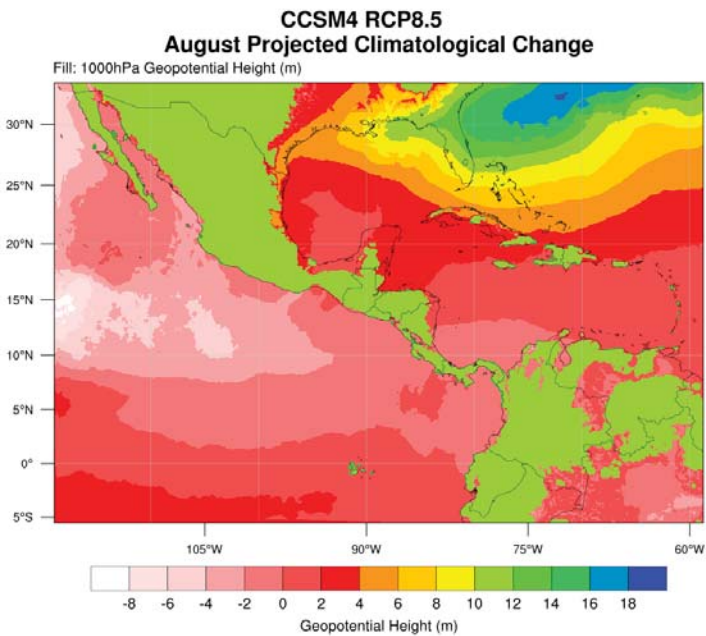 CCSM4 RCP8.5
August Projected Climatological Change
Fill: 1000hPa Geopotential Height (m)
30°N
25°N
20°N
15°N
10°N
5°N
0°
5°S
105°W 90°W 75°W 60°W
-8 -6 -4 -2 0 2 4 6 8 10 12 14 16 18
Geopotential Height (m)